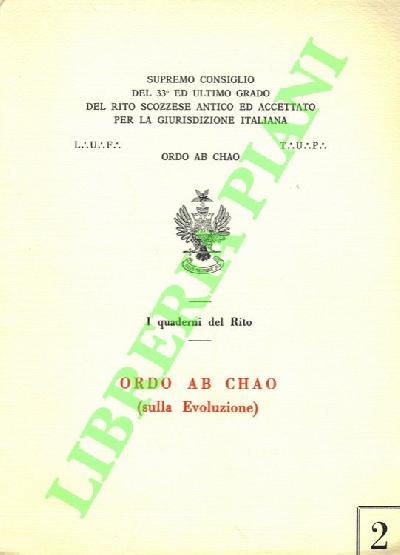 SUPREMO CONSIGLIO
DEL 33° ED ULTIMO GRADO
DEL RITO SCOZZESE ANTICO ED ACCETTATO
PER LA GIURISDIZIONE ITALIANA
L∴U∴F∴ T∴U∴P∴
ORDO AB CHAO
I quaderni del Rito
ORDO AB CHAO
(sulla Evoluzione)
2
LIBRERIA PIANI